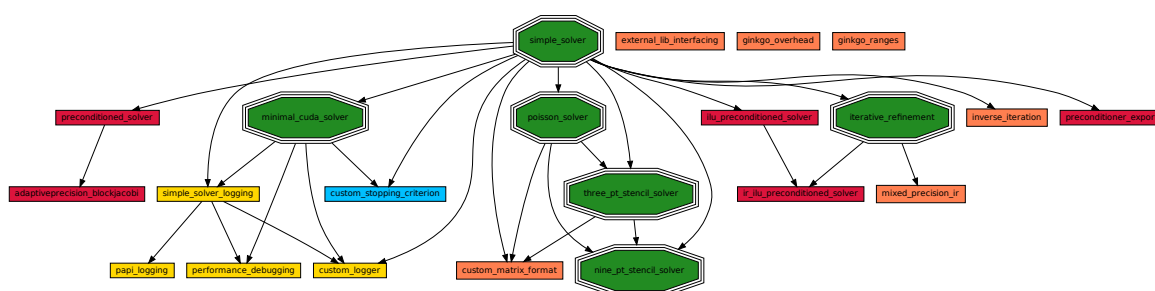 simple_solver
external_lib_interfacing
ginkgo_overhead
ginkgo_ranges
preconditioned_solver
minimal_cuda_solver
poisson_solver
ilu_preconditioned_solver
iterative_refinement
inverse_iteration
preconditioner_expor
adaptiveprecision_blockjacobi
simple_solver_logging
custom_stopping_criterion
three_pt_stencil_solver
ir_ilu_preconditioned_solver
mixed_precision_ir
papi_logging
performance_debugging
custom_logger
custom_matrix_format
nine_pt_stencil_solver